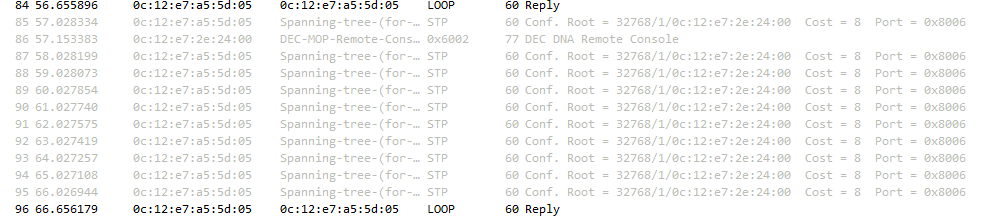 84 56.655896 0c:12:e7:a5:5d:05 0c:12:e7:a5:5d:05 LOOP 60 Reply
85 57.028334 0c:12:e7:a5:5d:05 Spanning-tree-(for-… STP 60 Conf. Root = 32768/1/0c:12:e7:2e:24:00 Cost = 8 Port = 0x8006
86 57.153383 0c:12:e7:2e:24:00 DEC-MOP-Remote-Cons… 0x6002 77 DEC DNA Remote Console
87 58.028199 0c:12:e7:a5:5d:05 Spanning-tree-(for-… STP 60 Conf. Root = 32768/1/0c:12:e7:2e:24:00 Cost = 8 Port = 0x8006
88 59.028073 0c:12:e7:a5:5d:05 Spanning-tree-(for-… STP 60 Conf. Root = 32768/1/0c:12:e7:2e:24:00 Cost = 8 Port = 0x8006
89 60.027854 0c:12:e7:a5:5d:05 Spanning-tree-(for-… STP 60 Conf. Root = 32768/1/0c:12:e7:2e:24:00 Cost = 8 Port = 0x8006
90 61.027740 0c:12:e7:a5:5d:05 Spanning-tree-(for-… STP 60 Conf. Root = 32768/1/0c:12:e7:2e:24:00 Cost = 8 Port = 0x8006
91 62.027575 0c:12:e7:a5:5d:05 Spanning-tree-(for-… STP 60 Conf. Root = 32768/1/0c:12:e7:2e:24:00 Cost = 8 Port = 0x8006
92 63.027419 0c:12:e7:a5:5d:05 Spanning-tree-(for-… STP 60 Conf. Root = 32768/1/0c:12:e7:2e:24:00 Cost = 8 Port = 0x8006
93 64.027257 0c:12:e7:a5:5d:05 Spanning-tree-(for-… STP 60 Conf. Root = 32768/1/0c:12:e7:2e:24:00 Cost = 8 Port = 0x8006
94 65.027108 0c:12:e7:a5:5d:05 Spanning-tree-(for-… STP 60 Conf. Root = 32768/1/0c:12:e7:2e:24:00 Cost = 8 Port = 0x8006
95 66.026944 0c:12:e7:a5:5d:05 Spanning-tree-(for-… STP 60 Conf. Root = 32768/1/0c:12:e7:2e:24:00 Cost = 8 Port = 0x8006
96 66.656179 0c:12:e7:a5:5d:05 0c:12:e7:a5:5d:05 LOOP 60 Reply